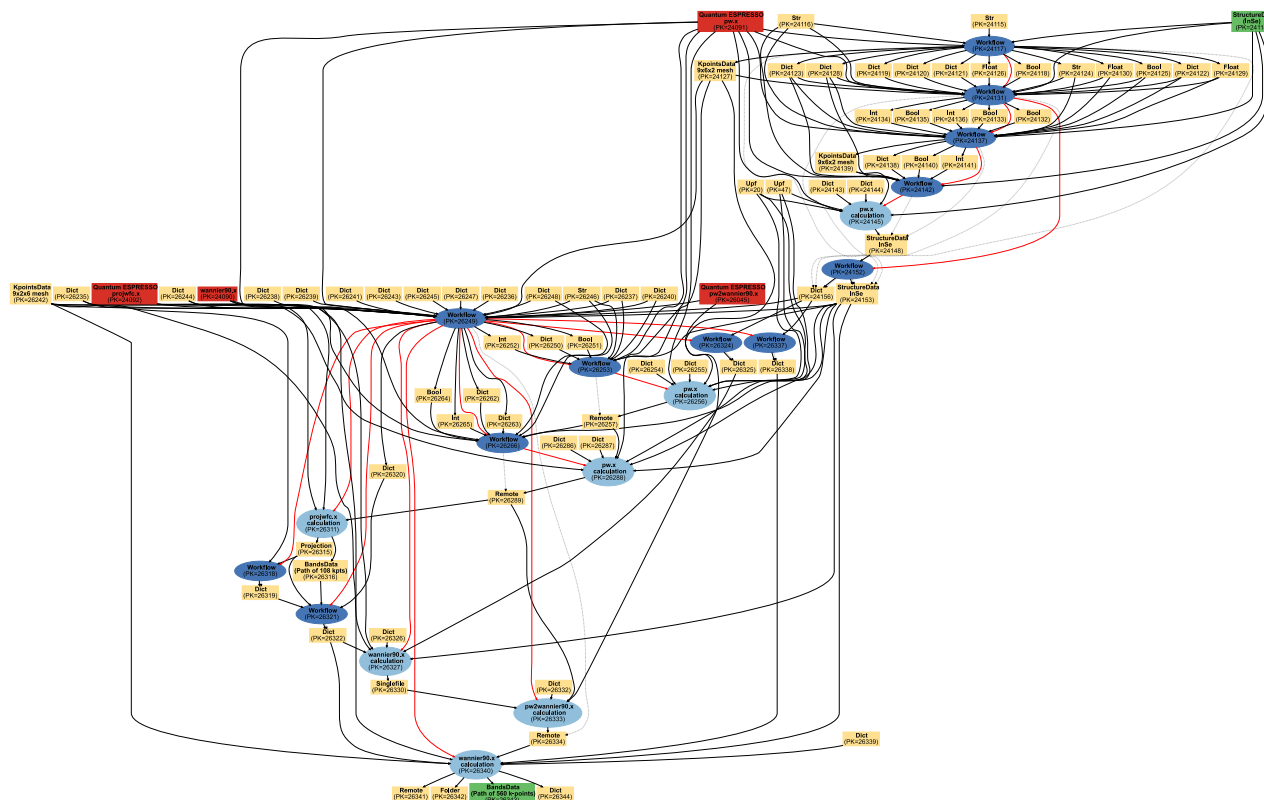 Quantum ESPRESSO
pw.x
(PK=24091)
Str
(PK=24116)
Str
(PK=24115)
StructureD
(InSe)
(PK=2411
Workflow
(PK=24117)
KpointsData
9x6x2 mesh
(PK=24127)
Dict
(PK=24123)
Dict
(PK=24128)
Dict
(PK=24119)
Dict
(PK=24120)
Dict
(PK=24121)
Float
(PK=24126)
Bool
(PK=24118)
Str
(PK=24124)
Float
(PK=24130)
Bool
(PK=24125)
Dict
(PK=24122)
Float
(PK=24129)
Workflow
(PK=24131)
Int
(PK=24134)
Bool
(PK=24135)
Int
(PK=24136)
Bool
(PK=24133)
Bool
(PK=24132)
Workflow
(PK=24137)
KpointsData
9x6x2 mesh
(PK=24139)
Dict
(PK=24138)
Bool
(PK=24140)
Int
(PK=24141)
Workflow
(PK=24142)
Upf
(PK=20)
Upf
(PK=47)
Dict
(PK=24143)
Dict
(PK=24144)
pw.x
calculation
(PK=24145)
StructureData
InSe
(PK=24148)
Workflow
(PK=24152)
KpointsData
9x2x6 mesh
(PK=26242)
Dict
(PK=26235)
Quantum ESPRESSO
projwfc.x
(PK=24092)
Dict
(PK=26244)
wannier90.x
(PK=24090)
Dict
(PK=26238)
Dict
(PK=26239)
Dict
(PK=26241)
Dict
(PK=26243)
Dict
(PK=26245)
Dict
(PK=26247)
Dict
(PK=26236)
Dict
(PK=26248)
Str
(PK=26246)
Dict
(PK=26237)
Dict
(PK=26240)
Quantum ESPRESSO
pw2wannier90.x
(PK=26045)
Dict
(PK=24156)
StructureData
InSe
(PK=24153)
Workflow
(PK=26249)
Int
(PK=26252)
Dict
(PK=26250)
Bool
(PK=26251)
Workflow
(PK=26324)
Workflow
(PK=26337)
Workflow
(PK=26253)
Dict
(PK=26254)
Dict
(PK=26255)
Dict
(PK=26325)
Dict
(PK=26338)
Bool
(PK=26264)
Dict
(PK=26262)
pw.x
calculation
(PK=26256)
Int
(PK=26265)
Dict
(PK=26263)
Remote
(PK=26257)
Workflow
(PK=26266)
Dict
(PK=26286)
Dict
(PK=26287)
pw.x
calculation
(PK=26288)
Dict
(PK=26320)
Remote
(PK=26289)
projwfc.x
calculation
(PK=26311)
Projection
(PK=26315)
Workflow
(PK=26318)
BandsData
(Path of 108 kpts)
(PK=26316)
Dict
(PK=26319)
Workflow
(PK=26321)
Dict
(PK=26322)
Dict
(PK=26326)
wannier90.x
calculation
(PK=26327)
Singlefile
(PK=26330)
Dict
(PK=26332)
pw2wannier90.x
calculation
(PK=26333)
Remote
(PK=26334)
Dict
(PK=26339)
wannier90.x
calculation
(PK=26340)
Remote
(PK=26341)
Folder
(PK=26342)
BandsData
(Path of 560 k-points)
(PK=26343)
Dict
(PK=26344)